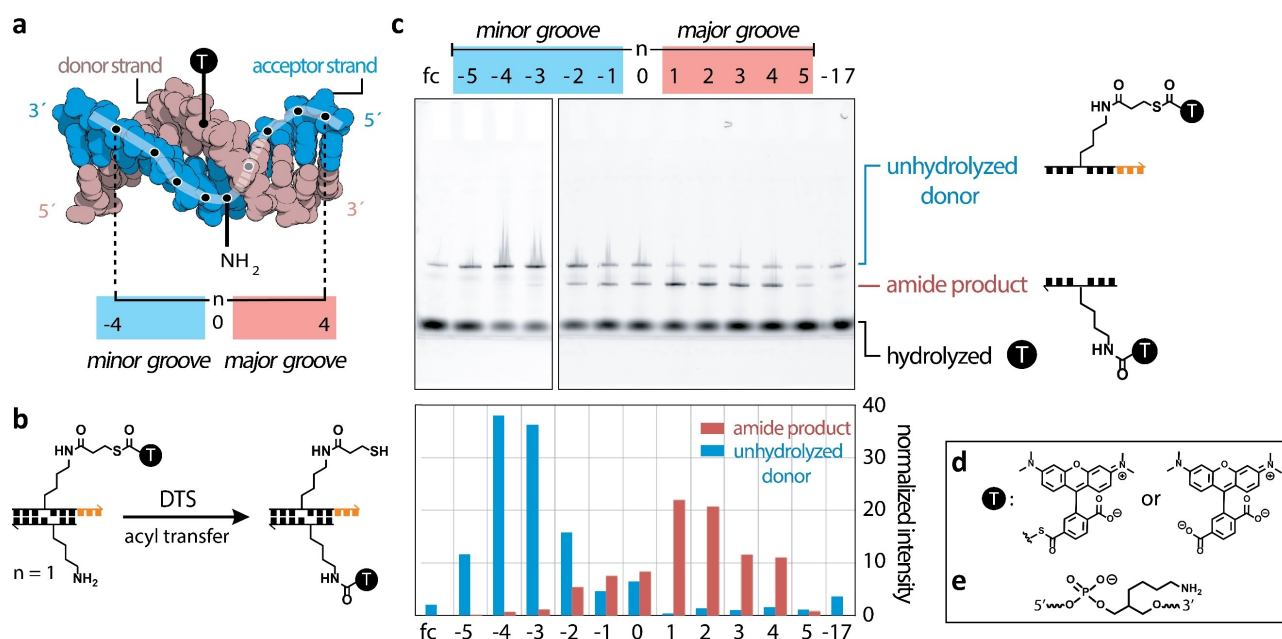 a
donor strand
T
acceptor strand
3´
5´
5´
3´
NH2
n
-4
0
4
minor groove
major groove
b
O
O
HN
S
T
DTS
acyl transfer
n = 1
NH2
O
HN
SH
HN
T
O
c
minor groove
n
major groove
fc
-5
-4
-3
-2
-1
0
1
2
3
4
5
-17
unhydrolyzed
donor
amide product
hydrolyzed T
O
O
HN
S
T
HN
T
O
40
30
20
10
0
normalized intensity
amide product
unhydrolyzed
donor
fc
-5
-4
-3
-2
-1
0
1
2
3
4
5
-17
d
T :
N
O
N
⊕
O
O
⊖
S
O
or
N
O
N
⊕
O
O
⊖
⊖
O
O
e
O
O
⊖
P
5′
O
O
NH2
O
3′